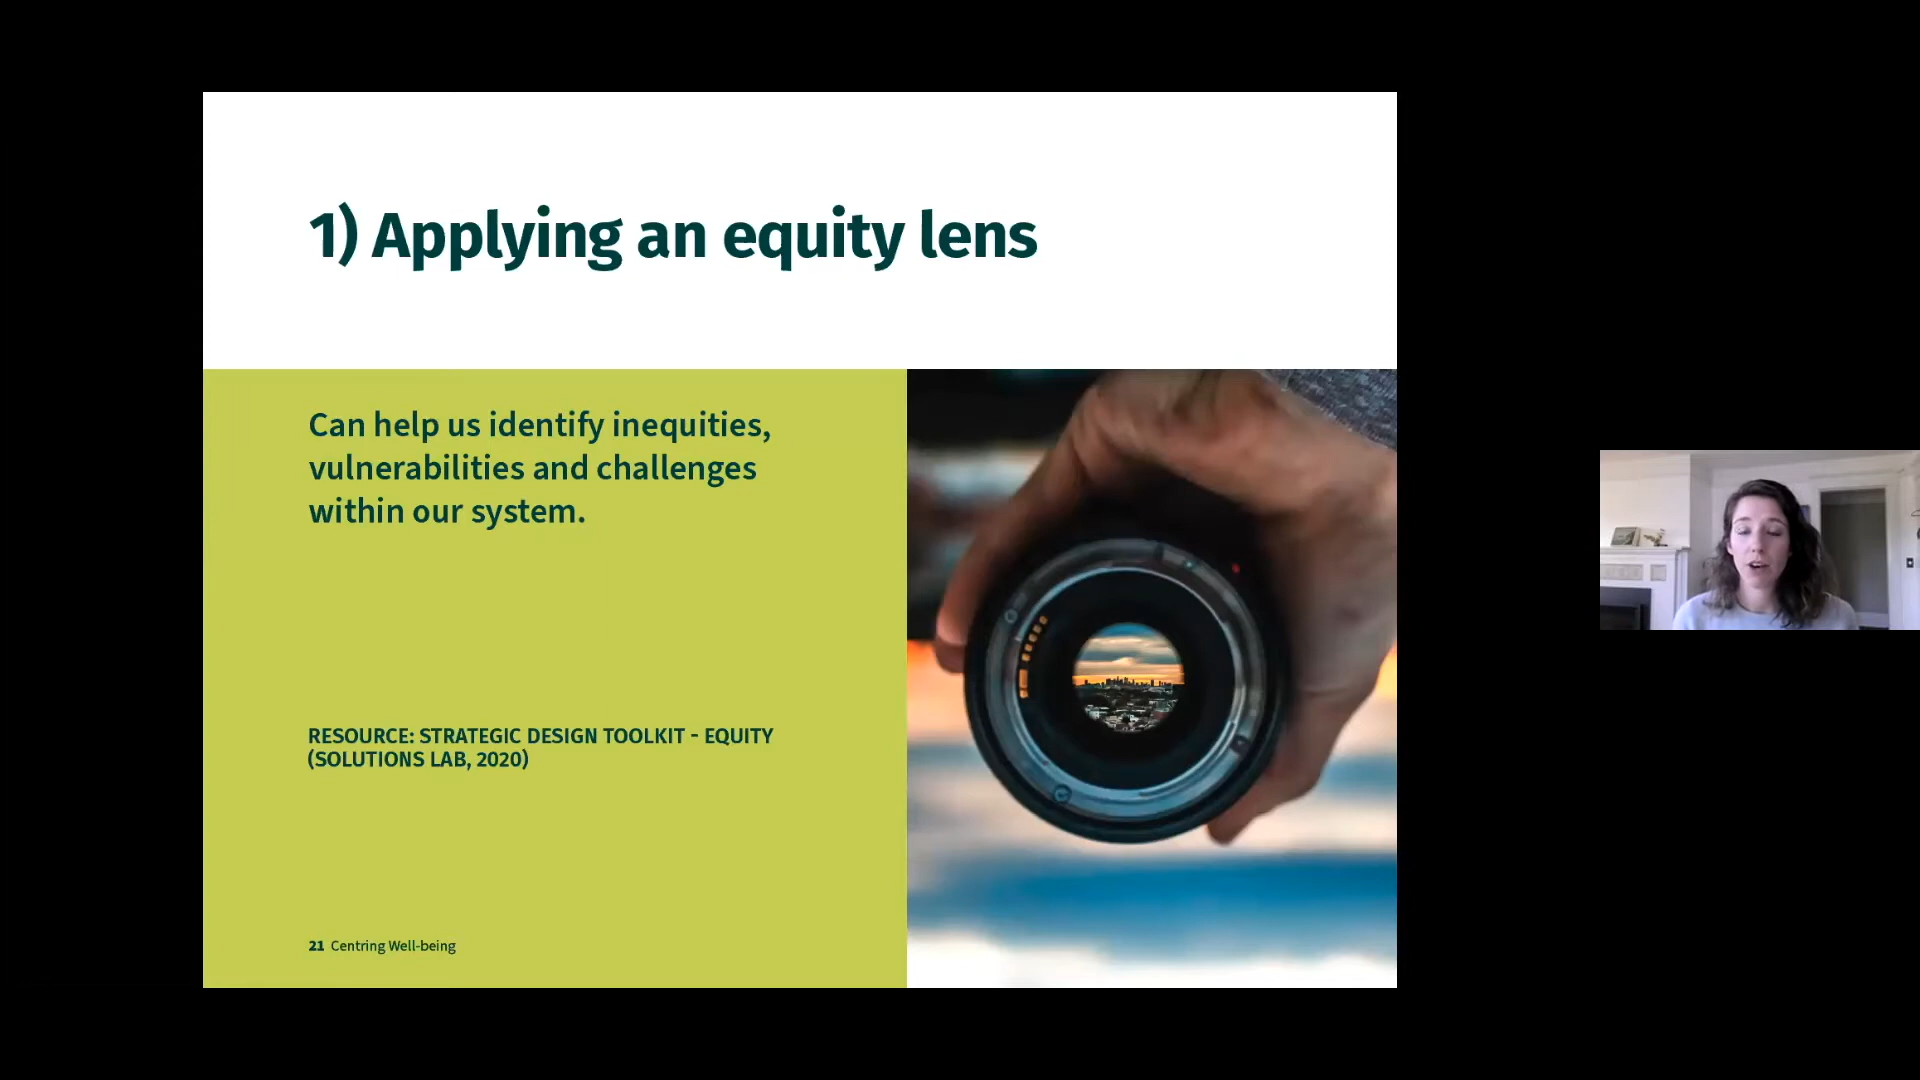 1) Applying an equity lens
Can help us identify inequities,
vulnerabilities and challenges
within our system.
RESOURCE: STRATEGIC DESIGN TOOLKIT - EQUITY
(SOLUTIONS LAB, 2020)
21 Centring Well-being